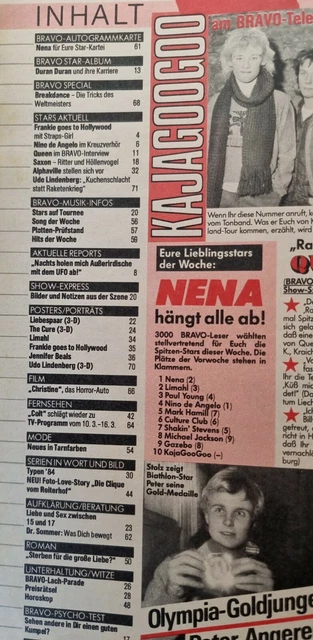 INHALT
BRAVO-AUTOGRAMMKARTE
Nena für Eure Star-Kartei 61
BRAVO STAR-ALBUM
Duran Duran und ihre Karriere 13
BRAVO SPECIAL
Breakdance – Die Tricks des
Weltmeisters 68
STARS AKTUELL
Frankie goes to Hollywood
mit Straps-Girl 4
Nino de Angelo im Kreuzverhör 6
Queen im BRAVO-Interview 11
Saxon – Ritter und Höllenvogel 18
Alphaville stellen sich vor 32
Udo Lindenberg: „Kuchenschlacht
statt Raketenkrieg“ 71
BRAVO-MUSIK-INFOS
Stars auf Tournee 20
Song der Woche 56
Plotten-Prüfstand 57
Hits der Woche 59
AKTUELLE REPORTS
„Nachts holen mich Außerirdische
mit dem UFO ab!“ 8
SHOW-EXPRESS
Bilder und Notizen aus der Szene 20
POSTERS/PORTRÄTS
Liebespaar (3-D) 22
The Cure (3-D) 24
Limahl 34
Frankie goes to Hollywood 35
Jennifer Beals 36
Udo Lindenberg (3-D) 70
FILM
„Christine“, das Horror-Auto 66
FERNSEHEN
„Colt“ schlägt wieder zu 42
TV-Programm vom 10. 3.–16. 3. 64
MODE
Neues in Tarnfarben 54
SERIEN IN WORT UND BILD
Typen '84 26
NEU! Foto-Love-Story „Die Clique
vom Reiterhof“ 44
AUFKLÄRUNG/BERATUNG
Liebe und Sex zwischen
15 und 17 23
Dr. Sommer: Was Dich bewegt 62
ROMAN
„Sterben für die große Liebe?“ 50
UNTERHALTUNG/WITZE
BRAVO-Lach-Parade 26
Preisrätsel 28
Horoskop 48
BRAVO-PSYCHO-TEST
Sehen andere in Dir einen guten
Kumpel? 17
KAJAGOOGOO
am BRAVO-Tele
Wenn Ihr diese Nummer anruft, k
vom Tonband. Was er Euch von K
land-Tour kommen, erzählt, wird
Eure Lieblingsstars
der Woche:
NENA
hängt alle ab!
3000 BRAVO-Leser wählten
stellvertretend für Euch die
Spitzen-Stars dieser Woche. Die
Plätze der Vorwoche stehen in
Klammern.
1 Nena (2)
2 Limahl (3)
3 Paul Young (4)
4 Nino de Angelo (1)
5 Mark Hamill (7)
6 Culture Club (6)
7 Shakin' Stevens (5)
8 Michael Jackson (9)
9 Gazebo (8)
10 KajaGooGoo (–)
Stolz zeigt
Biathlon-Star
Peter seine
Gold-Medaille
Olympia-Goldjunge
Peter Angere